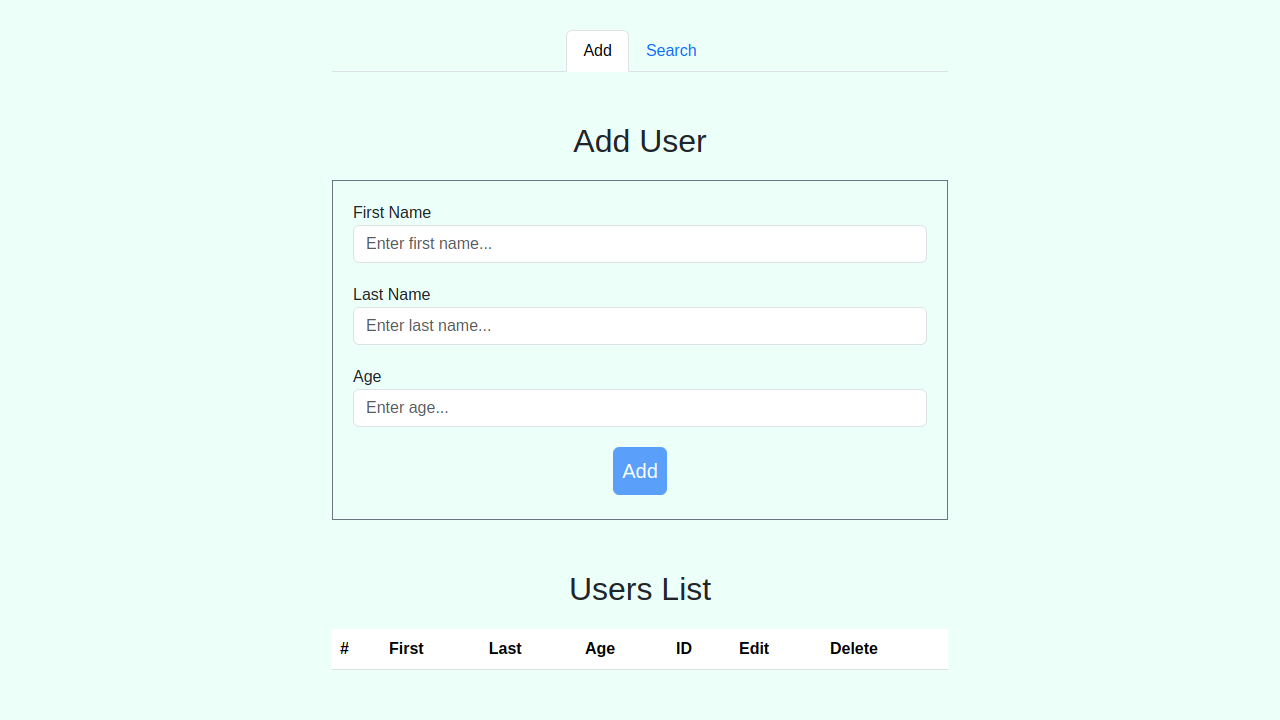 Add Search
Add User
First Name
Enter first name...
Last Name
Enter last name...
Age
Enter age...
Add
Users List
# First Last Age ID Edit Delete